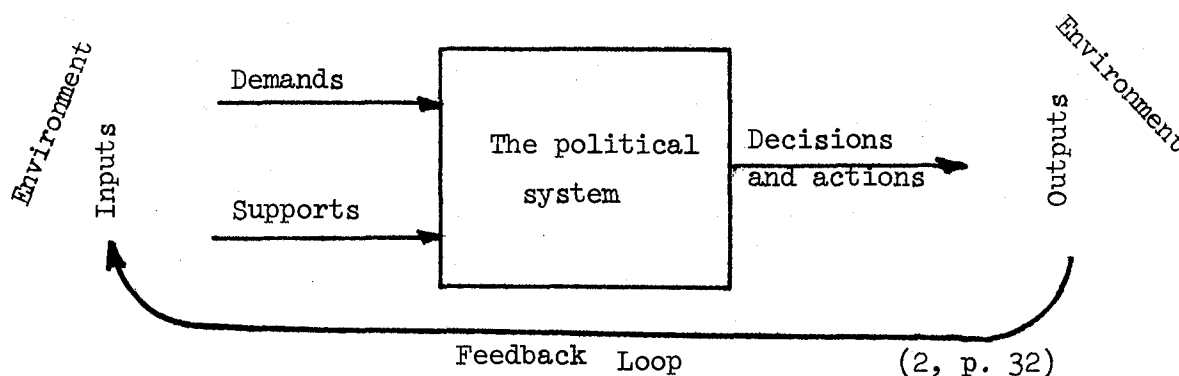 Environment
Inputs
Demands
Supports
The political
system
Decisions
and actions
Outputs
Environment
Feedback Loop
(2, p. 32)